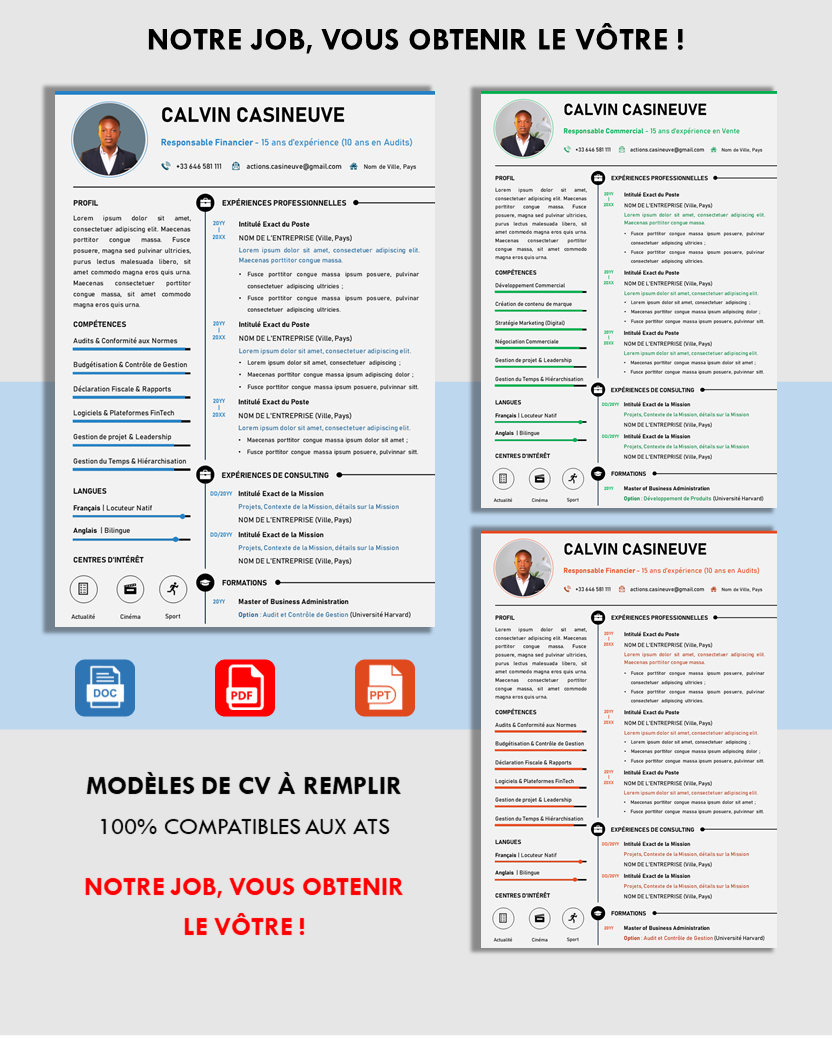 NOTRE JOB, VOUS OBTENIR LE VÔTRE !
CALVIN CASINEUVE
Responsable Financier - 15 ans d'expérience (10 ans en Audits)
+33 646 581 111
actions.casineuve@gmail.com
Nom de Ville, Pays
PROFIL
Lorem ipsum dolor sit amet,
consectetuer adipiscing elit. Maecenas
porttitor congue massa. Fusce
posuere, magna sed pulvinar ultricies,
purus lectus malesuada libero, sit
amet commodo magna eros quis urna.
Maecenas consectetuer porttitor
congue massa, sit amet commodo
magna eros quis urna.
COMPÉTENCES
Audits & Conformité aux Normes
Budgétisation & Contrôle de Gestion
Déclaration Fiscale & Rapports
Logiciels & Plateformes FinTech
Gestion de projet & Leadership
Gestion du Temps & Hiérarchisation
LANGUES
Français | Locuteur Natif
Anglais | Bilingue
CENTRES D'INTÉRÊT
Actualité
Cinéma
Sport
EXPÉRIENCES PROFESSIONNELLES
20YY
|
20XX
Intitulé Exact du Poste
NOM DE L'ENTREPRISE (Ville, Pays)
Lorem ipsum dolor sit amet, consectetuer adipiscing elit.
Maecenas porttitor congue massa.
• Fusce porttitor congue massa ipsum posuere, pulvinar
consectetuer adipiscing ultricies ;
• Fusce porttitor congue massa ipsum posuere, pulvinar
consectetuer adipiscing ultricies.
20YY
|
20XX
Intitulé Exact du Poste
NOM DE L'ENTREPRISE (Ville, Pays)
Lorem ipsum dolor sit amet, consectetuer adipiscing elit.
• Lorem ipsum dolor sit amet, consectetuer adipiscing ;
• Maecenas porttitor congue massa ipsum adipiscing dolor ;
• Fusce porttitor congue massa ipsum posuere, pulvinnar sitt.
20YY
|
20XX
Intitulé Exact du Poste
NOM DE L'ENTREPRISE (Ville, Pays)
Lorem ipsum dolor sit amet, consectetuer adipiscing elit.
• Maecenas porttitor congue massa ipsum dolor sit amet ;
• Fusce porttitor congue massa ipsum posuere, pulvinnar sitt.
EXPÉRIENCES DE CONSULTING
DD/20YY
Intitulé Exact de la Mission
Projets, Contexte de la Mission, détails sur la Mission
NOM DE L'ENTREPRISE (Ville, Pays)
DD/20YY
Intitulé Exact de la Mission
Projets, Contexte de la Mission, détails sur la Mission
NOM DE L'ENTREPRISE (Ville, Pays)
FORMATIONS
20YY
Master of Business Administration
Option : Audit et Contrôle de Gestion (Université Harvard)
CALVIN CASINEUVE
Responsable Commercial - 15 ans d'expérience en Vente
+33 646 581 111
actions.casineuve@gmail.com
Nom de Ville, Pays
PROFIL
Lorem ipsum dolor sit amet,
consectetuer adipiscing elit. Maecenas
porttitor congue massa. Fusce
posuere, magna sed pulvinar ultricies,
purus lectus malesuada libero, sit
amet commodo magna eros quis urna.
Maecenas consectetuer porttitor
congue massa, sit amet commodo
magna eros quis urna.
COMPÉTENCES
Développement Commercial
Création de contenu de marque
Stratégie Marketing (Digital)
Négociation Commerciale
Gestion de projet & Leadership
Gestion du Temps & Hiérarchisation
LANGUES
Français | Locuteur Natif
Anglais | Bilingue
CENTRES D'INTÉRÊT
Actualité
Cinéma
Sport
EXPÉRIENCES PROFESSIONNELLES
20YY
|
20XX
Intitulé Exact du Poste
NOM DE L'ENTREPRISE (Ville, Pays)
Lorem ipsum dolor sit amet, consectetuer adipiscing elit.
Maecenas porttitor congue massa.
• Fusce porttitor congue massa ipsum posuere, pulvinar
consectetuer adipiscing ultricies ;
• Fusce porttitor congue massa ipsum posuere, pulvinar
consectetuer adipiscing ultricies.
20YY
|
20XX
Intitulé Exact du Poste
NOM DE L'ENTREPRISE (Ville, Pays)
Lorem ipsum dolor sit amet, consectetuer adipiscing elit.
• Lorem ipsum dolor sit amet, consectetuer adipiscing ;
• Maecenas porttitor congue massa ipsum adipiscing dolor ;
• Fusce porttitor congue massa ipsum posuere, pulvinnar sitt.
20YY
|
20XX
Intitulé Exact du Poste
NOM DE L'ENTREPRISE (Ville, Pays)
Lorem ipsum dolor sit amet, consectetuer adipiscing elit.
• Maecenas porttitor congue massa ipsum dolor sit amet ;
• Fusce porttitor congue massa ipsum posuere, pulvinnar sitt.
EXPÉRIENCES DE CONSULTING
DD/20YY
Intitulé Exact de la Mission
Projets, Contexte de la Mission, détails sur la Mission
NOM DE L'ENTREPRISE (Ville, Pays)
DD/20YY
Intitulé Exact de la Mission
Projets, Contexte de la Mission, détails sur la Mission
NOM DE L'ENTREPRISE (Ville, Pays)
FORMATIONS
20YY
Master of Business Administration
Option : Développement de Produits (Université Harvard)
CALVIN CASINEUVE
Responsable Financier - 15 ans d'expérience (10 ans en Audits)
+33 646 581 111
actions.casineuve@gmail.com
Nom de Ville, Pays
PROFIL
Lorem ipsum dolor sit amet,
consectetuer adipiscing elit. Maecenas
porttitor congue massa. Fusce
posuere, magna sed pulvinar ultricies,
purus lectus malesuada libero, sit
amet commodo magna eros quis urna.
Maecenas consectetuer porttitor
congue massa, sit amet commodo
magna eros quis urna.
COMPÉTENCES
Audits & Conformité aux Normes
Budgétisation & Contrôle de Gestion
Déclaration Fiscale & Rapports
Logiciels & Plateformes FinTech
Gestion de projet & Leadership
Gestion du Temps & Hiérarchisation
LANGUES
Français | Locuteur Natif
Anglais | Bilingue
CENTRES D'INTÉRÊT
Actualité
Cinéma
Sport
EXPÉRIENCES PROFESSIONNELLES
20YY
|
20XX
Intitulé Exact du Poste
NOM DE L'ENTREPRISE (Ville, Pays)
Lorem ipsum dolor sit amet, consectetuer adipiscing elit.
Maecenas porttitor congue massa.
• Fusce porttitor congue massa ipsum posuere, pulvinar
consectetuer adipiscing ultricies ;
• Fusce porttitor congue massa ipsum posuere, pulvinar
consectetuer adipiscing ultricies.
20YY
|
20XX
Intitulé Exact du Poste
NOM DE L'ENTREPRISE (Ville, Pays)
Lorem ipsum dolor sit amet, consectetuer adipiscing elit.
• Lorem ipsum dolor sit amet, consectetuer adipiscing ;
• Maecenas porttitor congue massa ipsum adipiscing dolor ;
• Fusce porttitor congue massa ipsum posuere, pulvinnar sitt.
20YY
|
20XX
Intitulé Exact du Poste
NOM DE L'ENTREPRISE (Ville, Pays)
Lorem ipsum dolor sit amet, consectetuer adipiscing elit.
• Maecenas porttitor congue massa ipsum dolor sit amet ;
• Fusce porttitor congue massa ipsum posuere, pulvinnar sitt.
EXPÉRIENCES DE CONSULTING
DD/20YY
Intitulé Exact de la Mission
Projets, Contexte de la Mission, détails sur la Mission
NOM DE L'ENTREPRISE (Ville, Pays)
DD/20YY
Intitulé Exact de la Mission
Projets, Contexte de la Mission, détails sur la Mission
NOM DE L'ENTREPRISE (Ville, Pays)
FORMATIONS
20YY
Master of Business Administration
Option : Audit et Contrôle de Gestion (Université Harvard)
DOC
PDF
PPT
MODÈLES DE CV À REMPLIR
100% COMPATIBLES AUX ATS
NOTRE JOB, VOUS OBTENIR
LE VÔTRE !